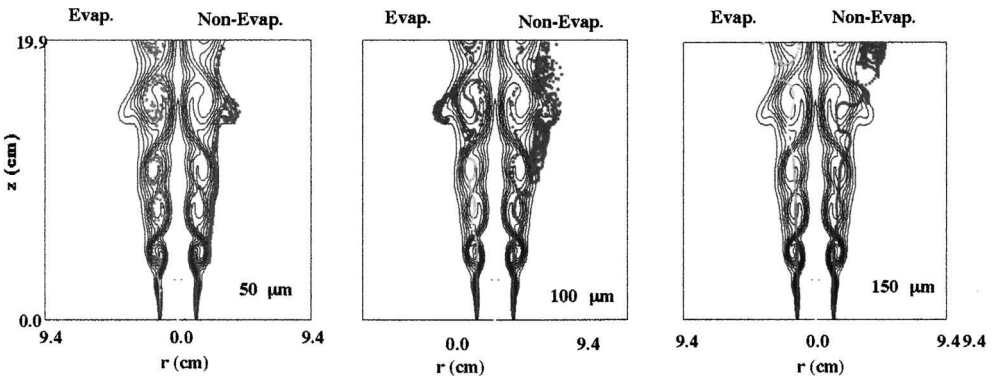 Evap. Non-Evap. Evap. Non-Evap. Evap. Non-Evap.
19.9
z (cm)
50 μm 100 μm 150 μm
0.0
9.4 0.0 9.4 0.0 9.4 9.4 0.0 9.49.4
r (cm) r (cm) r (cm)